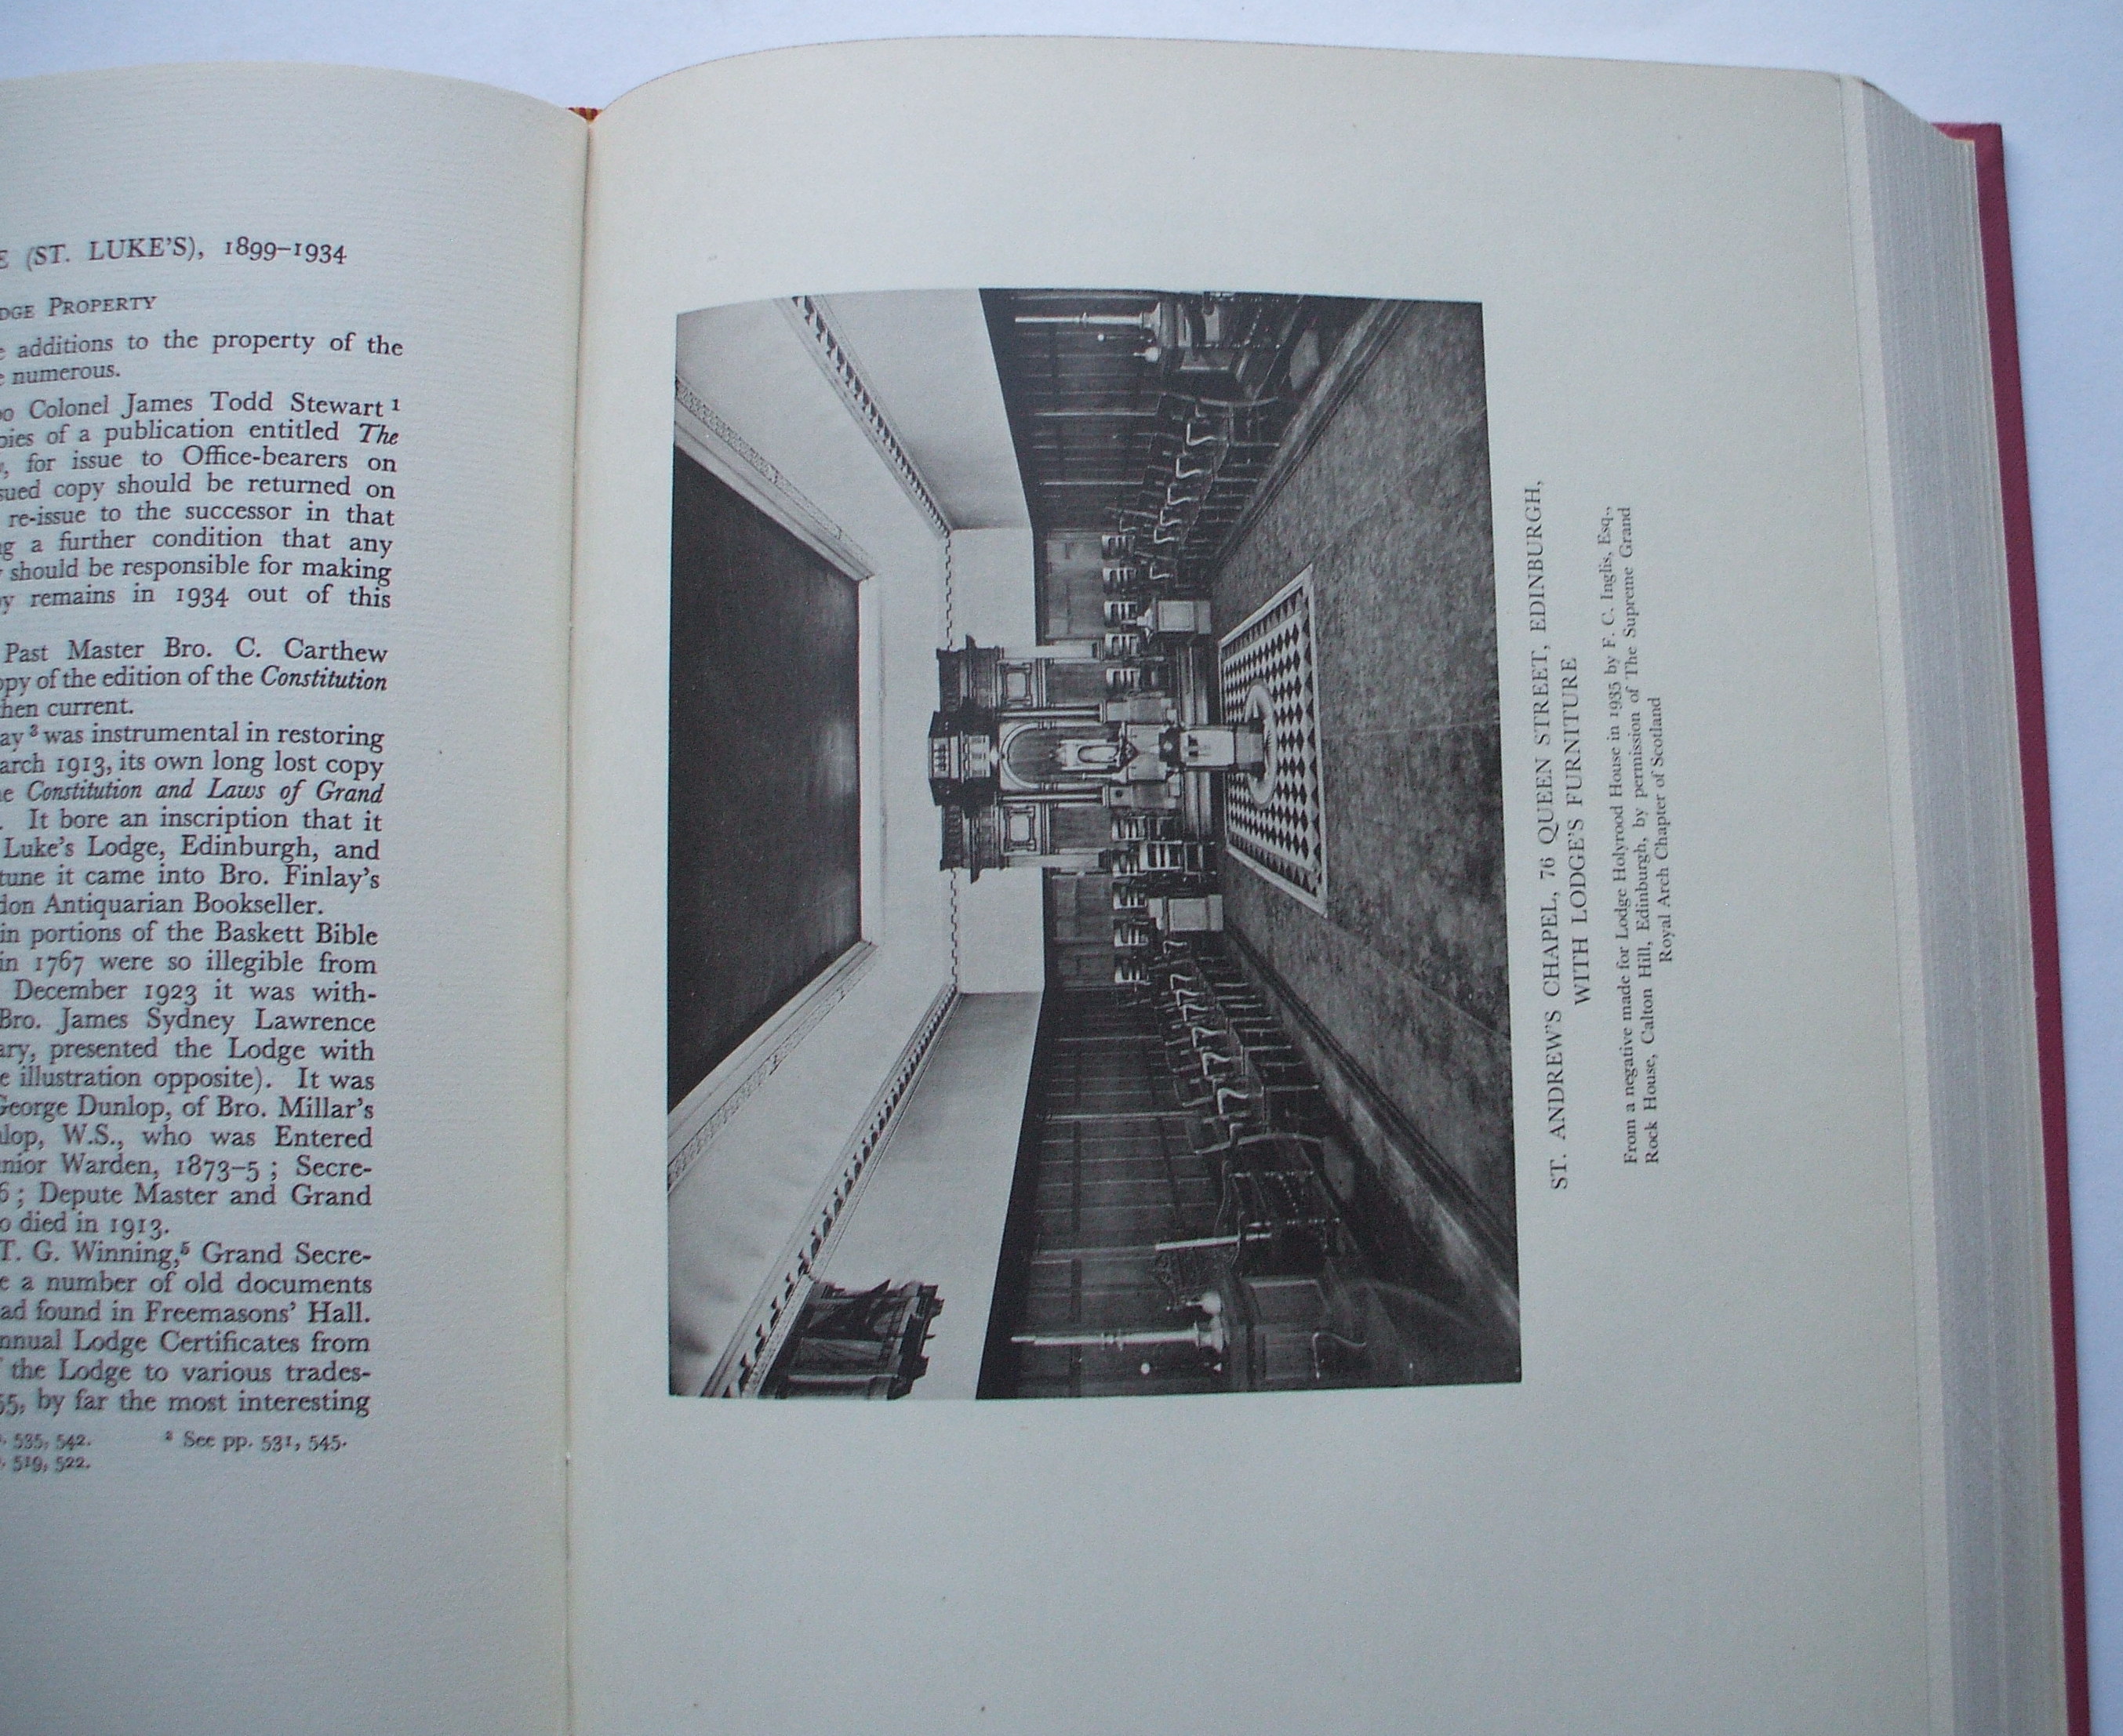 (ST. LUKE'S), 1899–1934
PROPERTY
additions to the property of the
numerous.
Colonel James Todd Stewart ¹
of a publication entitled The
for issue to Office-bearers on
copy should be returned on
re-issue to the successor in that
a further condition that any
should be responsible for making
remains in 1934 out of this
Past Master Bro. C. Carthew
of the edition of the Constitution
current.
³ was instrumental in restoring
1913, its own long lost copy
Constitution and Laws of Grand
It bore an inscription that it
Luke's Lodge, Edinburgh, and
it came into Bro. Finlay's
Antiquarian Bookseller.
in portions of the Baskett Bible
in 1767 were so illegible from
December 1923 it was with-
Bro. James Sydney Lawrence
presented the Lodge with
illustration opposite). It was
George Dunlop, of Bro. Millar's
W.S., who was Entered
Warden, 1873–5 ; Secre-
; Depute Master and Grand
died in 1913.
T. G. Winning,⁵ Grand Secre-
a number of old documents
found in Freemasons' Hall.
Lodge Certificates from
the Lodge to various trades-
by far the most interesting
535, 542. ³ See pp. 531, 545.
519, 522.
ST. ANDREW'S CHAPEL, 76 QUEEN STREET, EDINBURGH,
WITH LODGE'S FURNITURE
From a negative made for Lodge Holyrood House in 1935 by F. C. Inglis, Esq.,
Rock House, Calton Hill, Edinburgh, by permission of The Supreme Grand
Royal Arch Chapter of Scotland